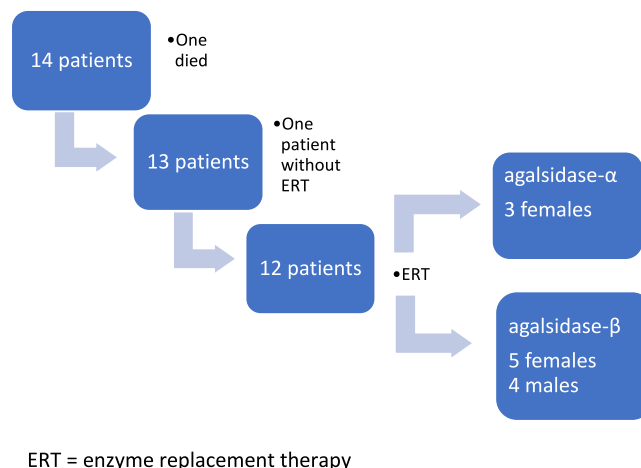 14 patients
•One
died
13 patients
•One
patient
without
ERT
12 patients
•ERT
agalsidase-α
3 females
agalsidase-β
5 females
4 males
ERT = enzyme replacement therapy